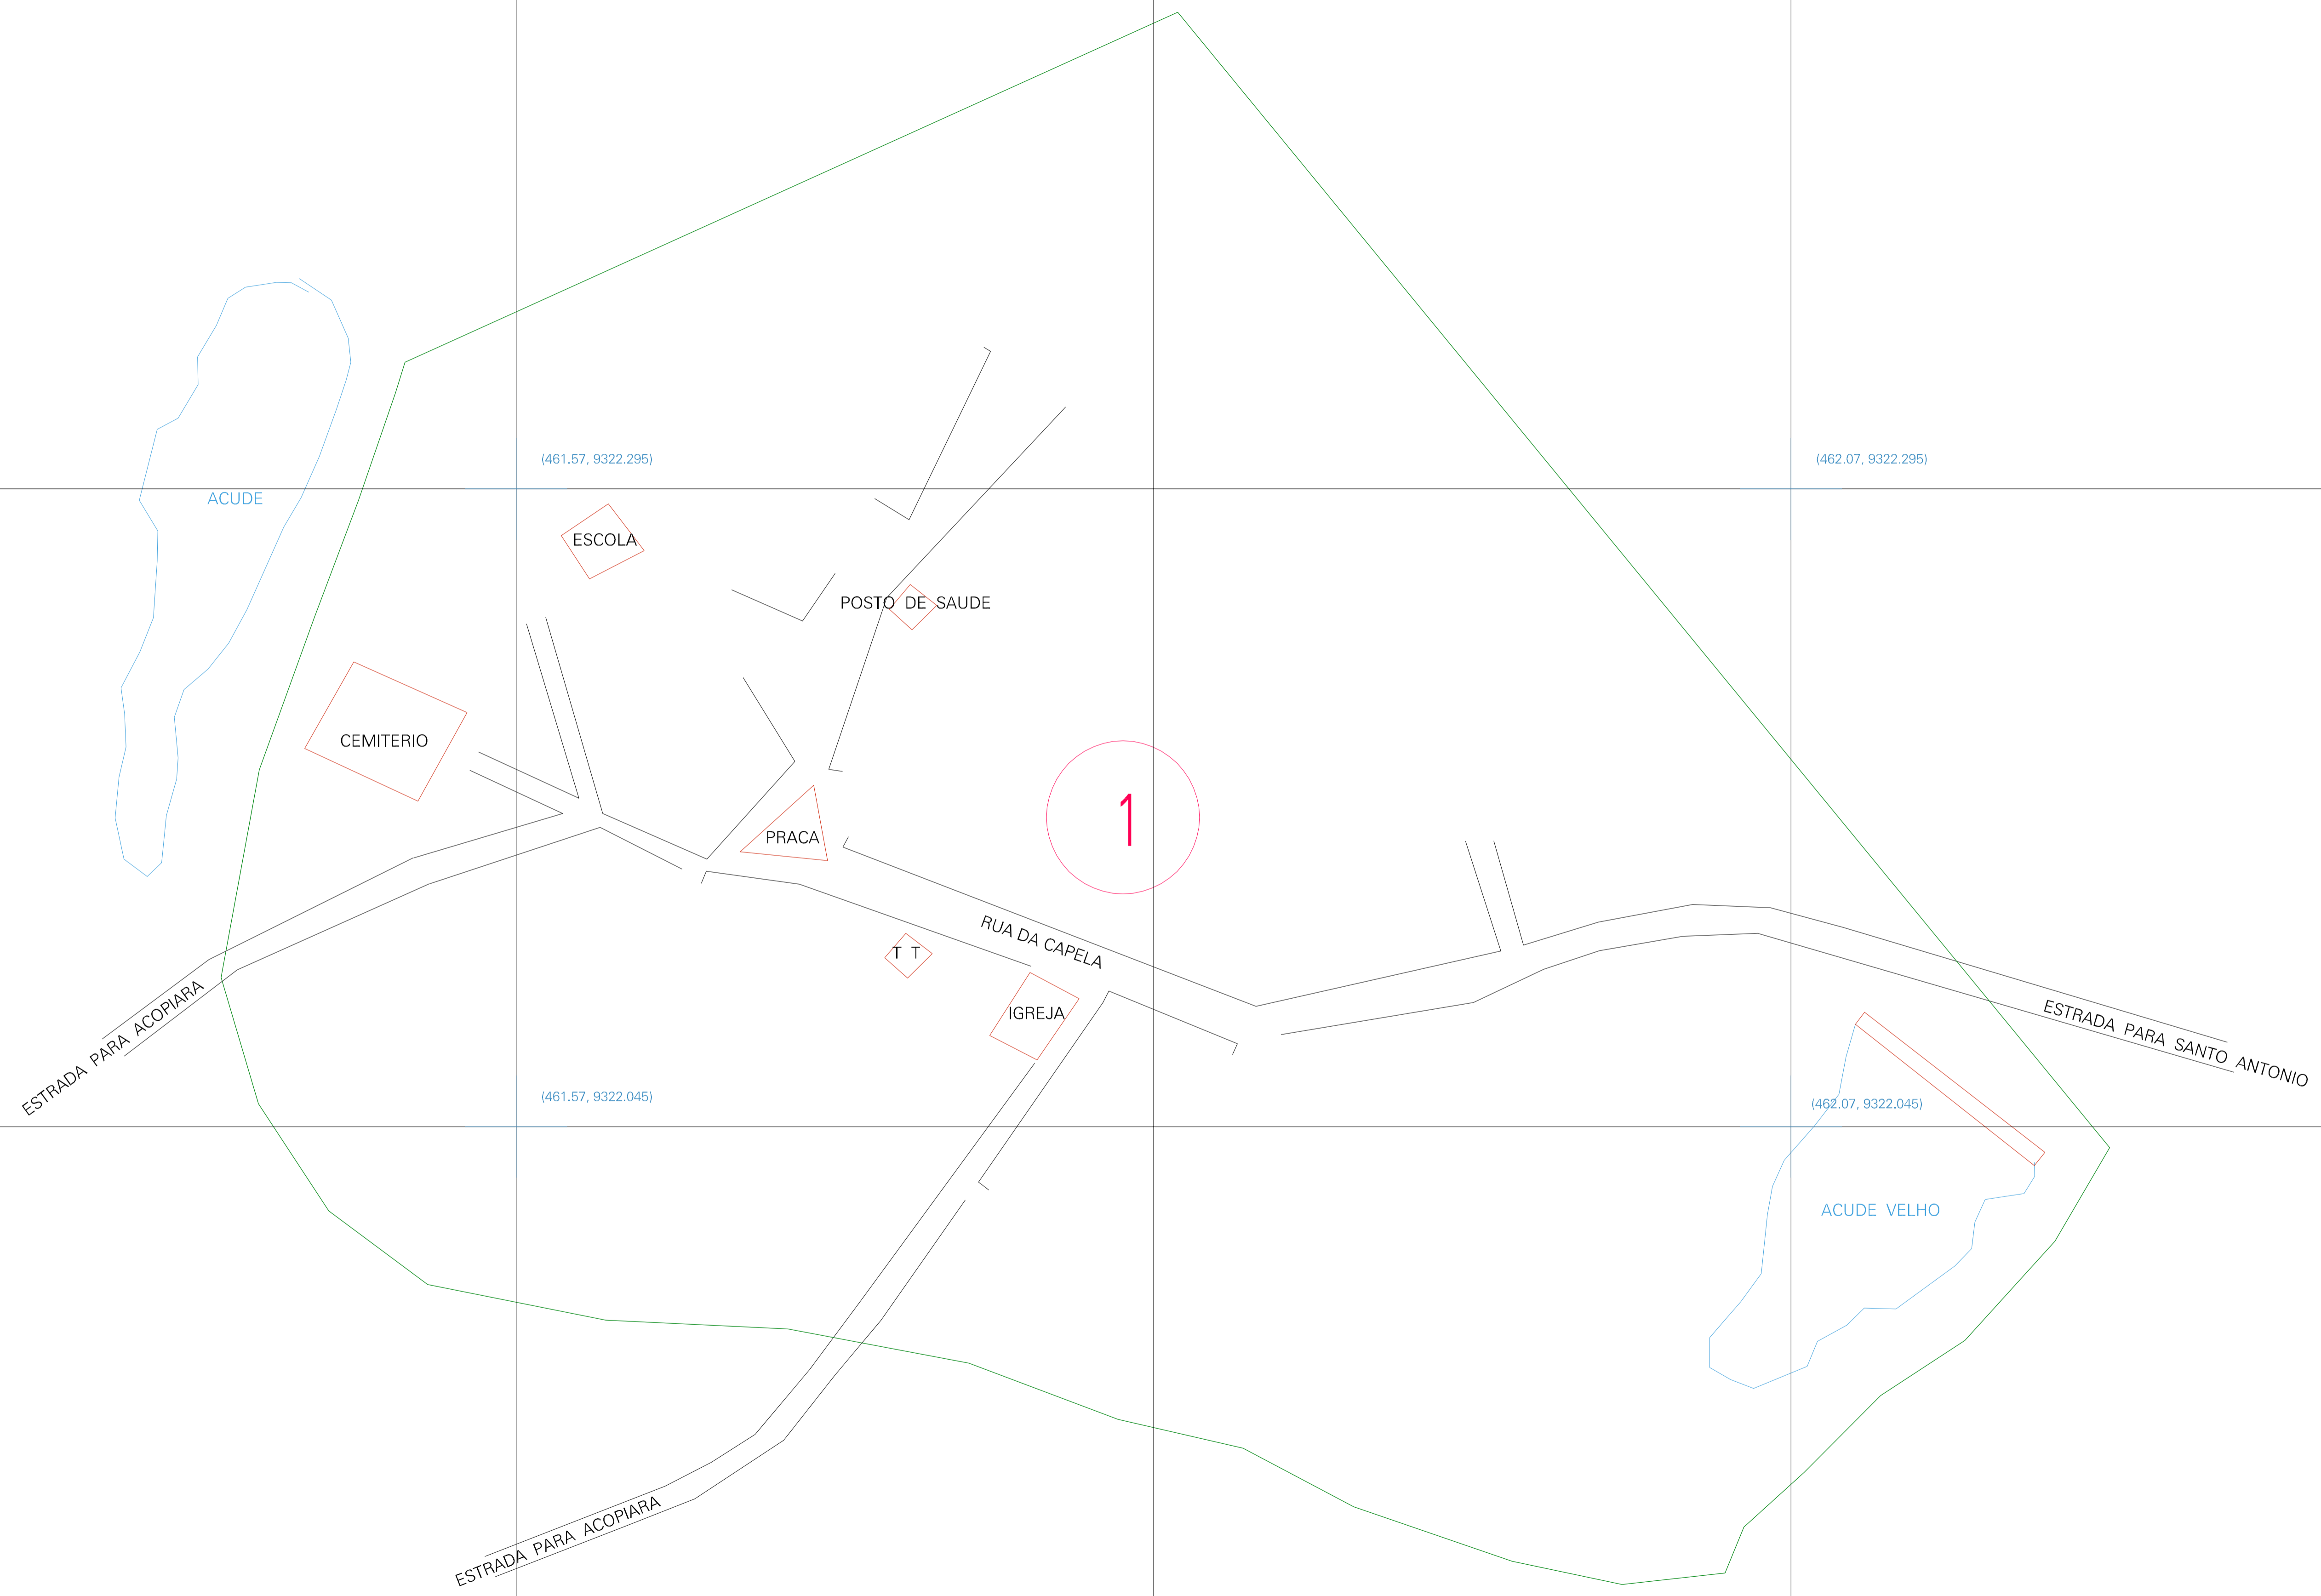 (461.57, 9322.295)
(462.07, 9322.295)
ACUDE
ESCOLA
POSTO DE SAUDE
CEMITERIO
PRACA
1
RUA DA CAPELA
T T
IGREJA
ESTRADA PARA ACOPIARA
ESTRADA PARA SANTO ANTONIO
(461.57, 9322.045)
(462.07, 9322.045)
ACUDE VELHO
ESTRADA PARA ACOPIARA